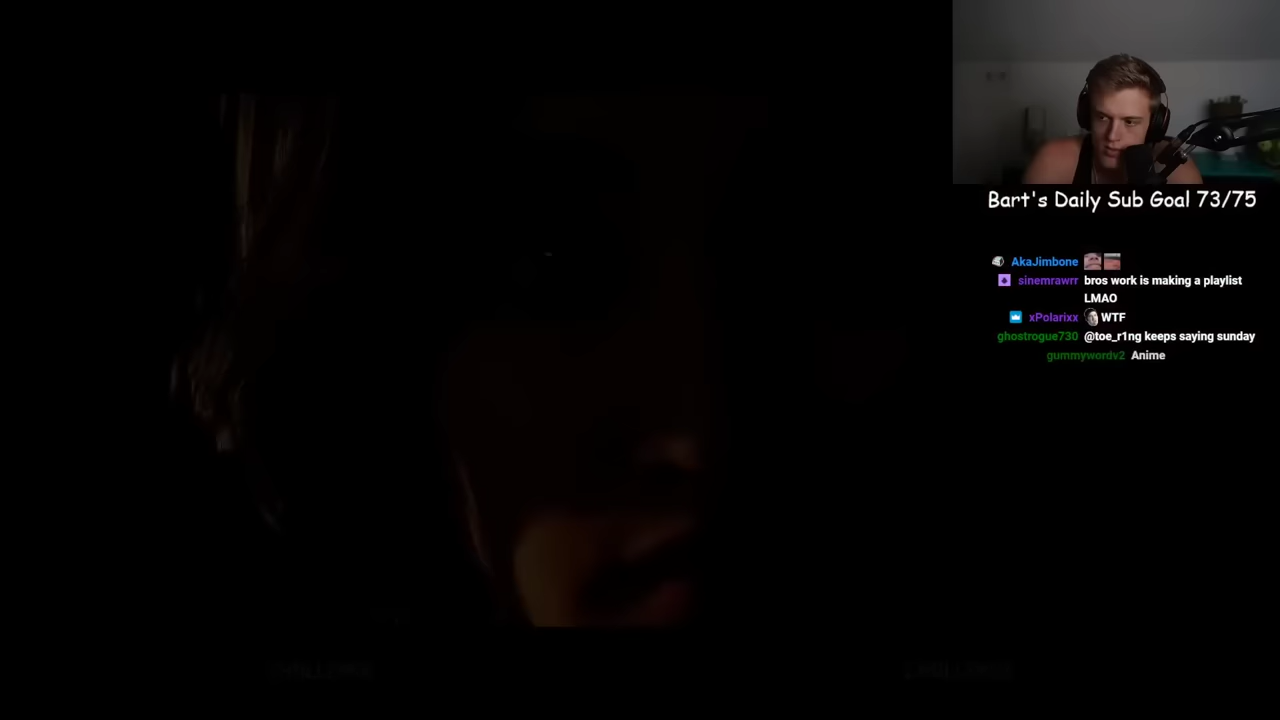 Bart's Daily Sub Goal 73/75
AkaJimbone
sinemrawrr bros work is making a playlist
LMAO
xPolarixx WTF
ghostrogue730 @toe_r1ng keeps saying sunday
gummywordv2 Anime